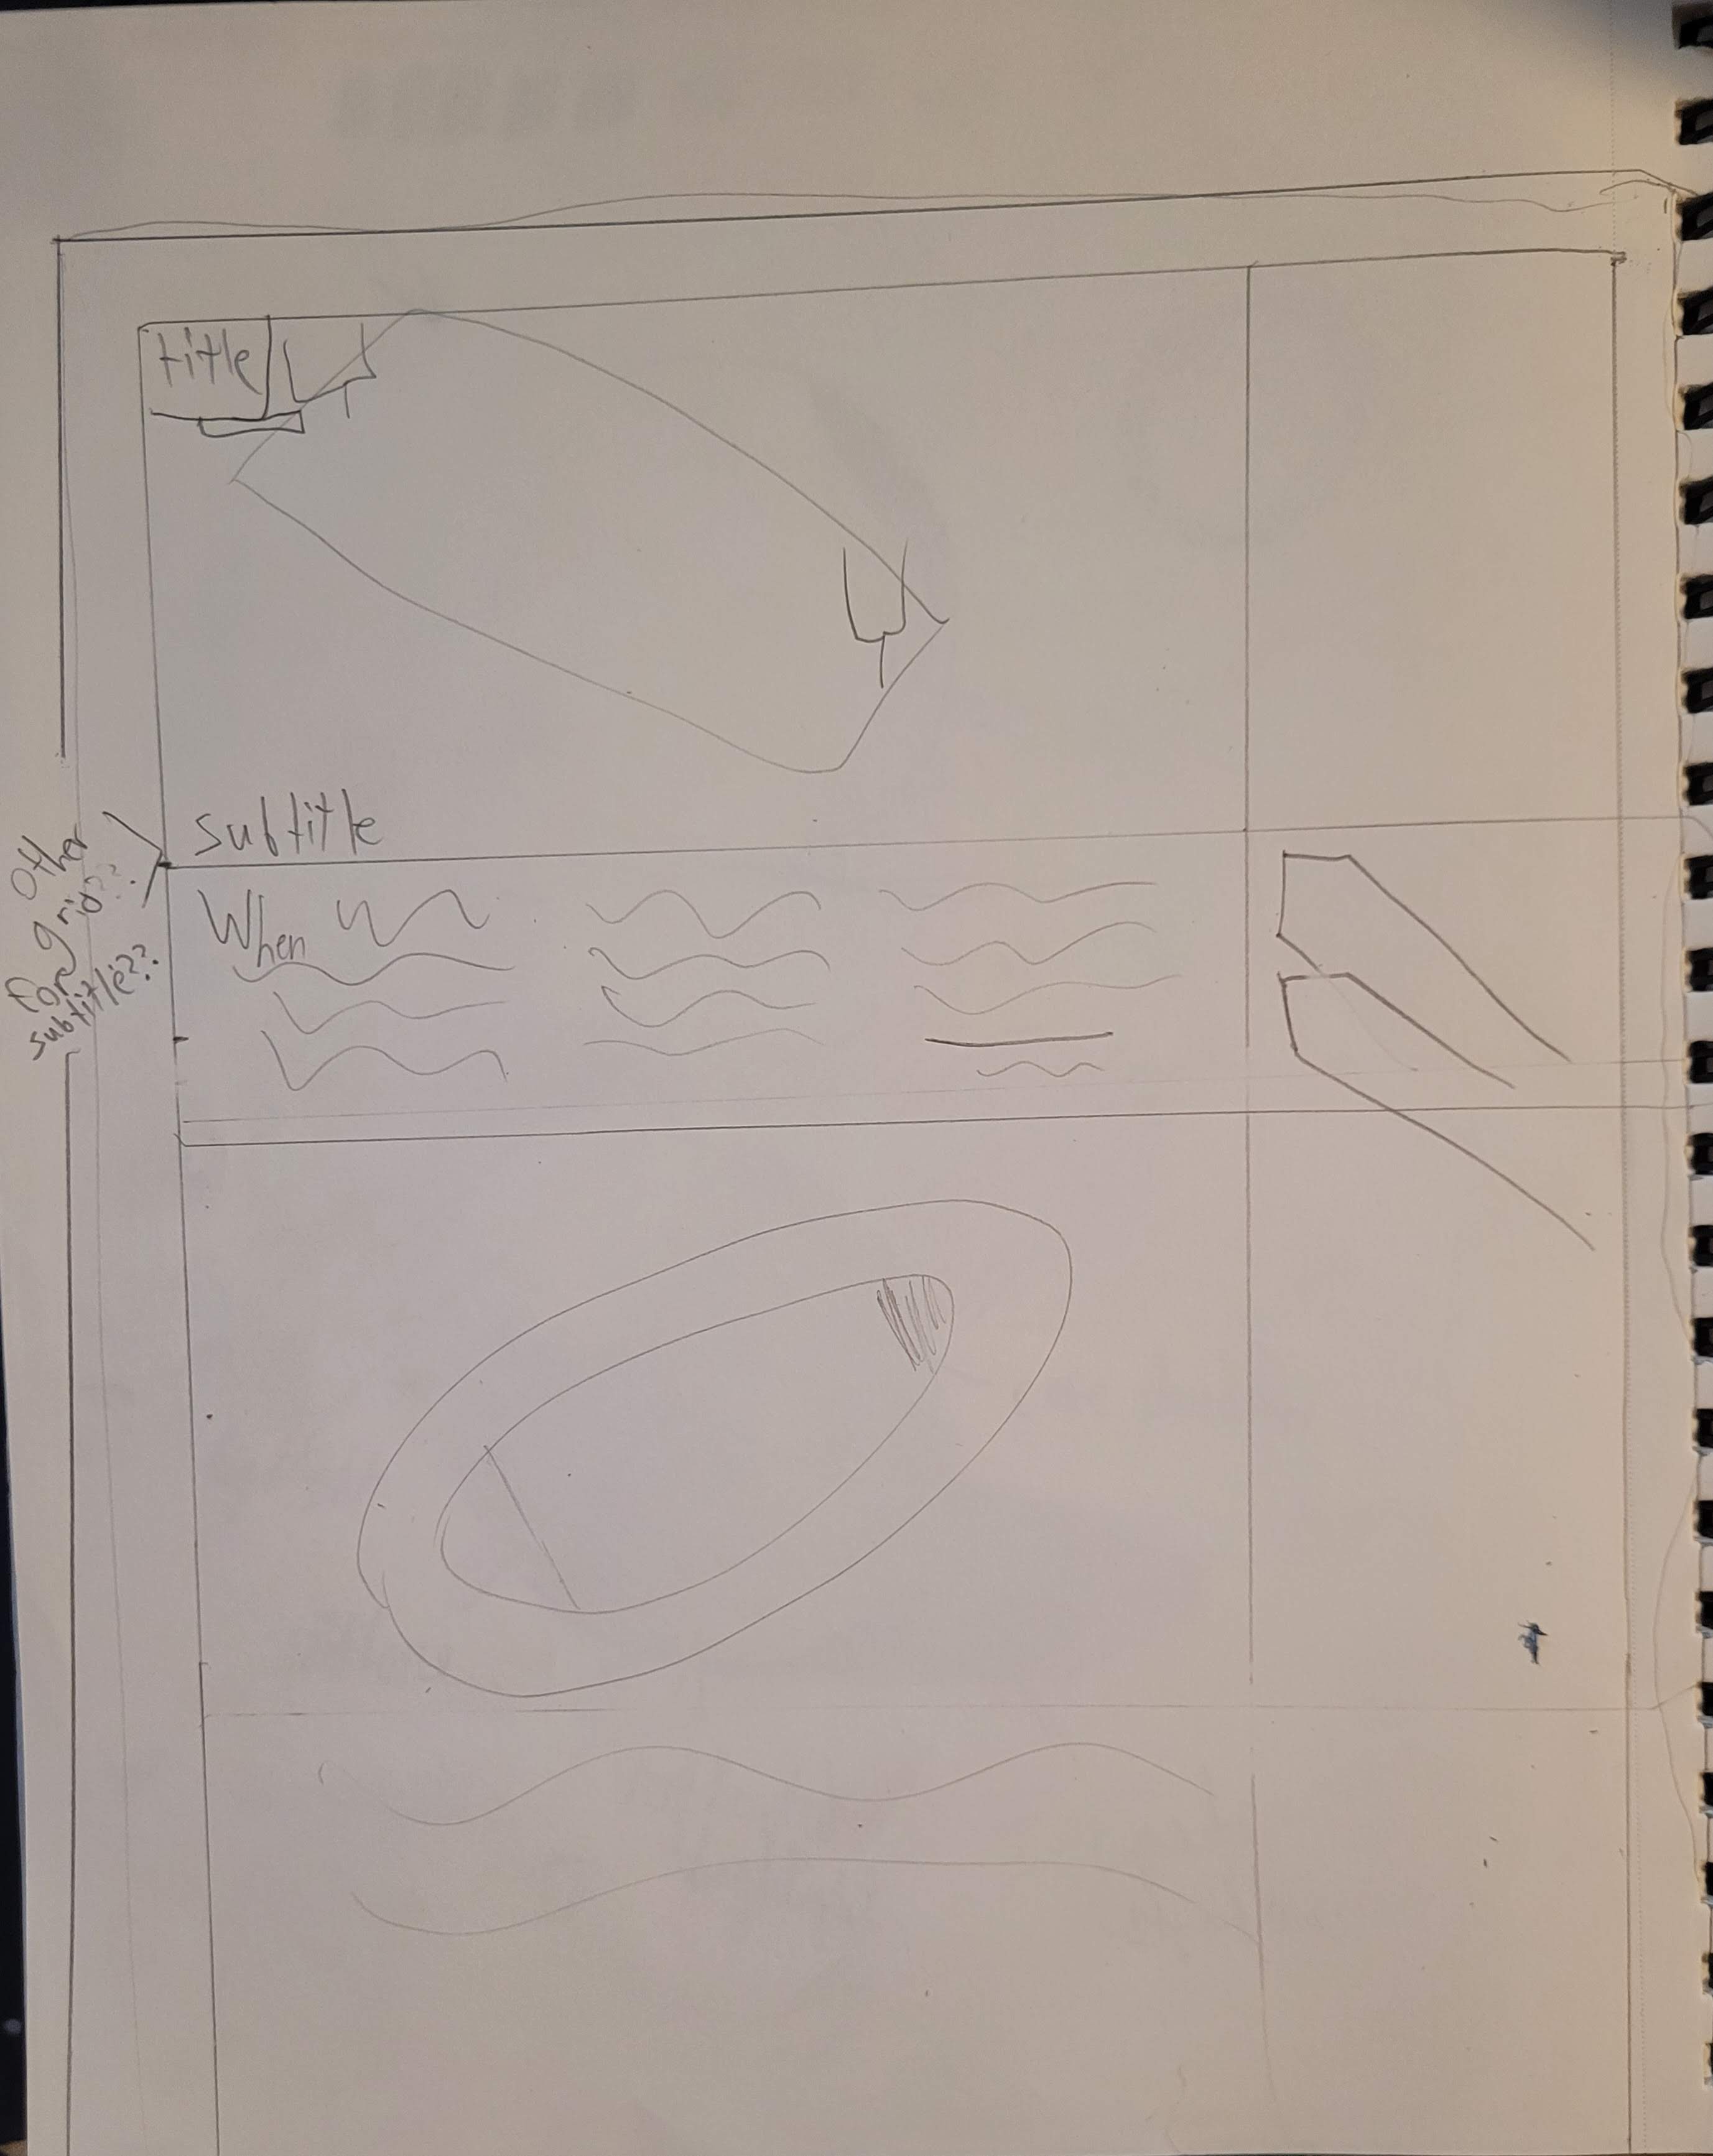 title
subtitle
When
Other
for grid??
subtitle???